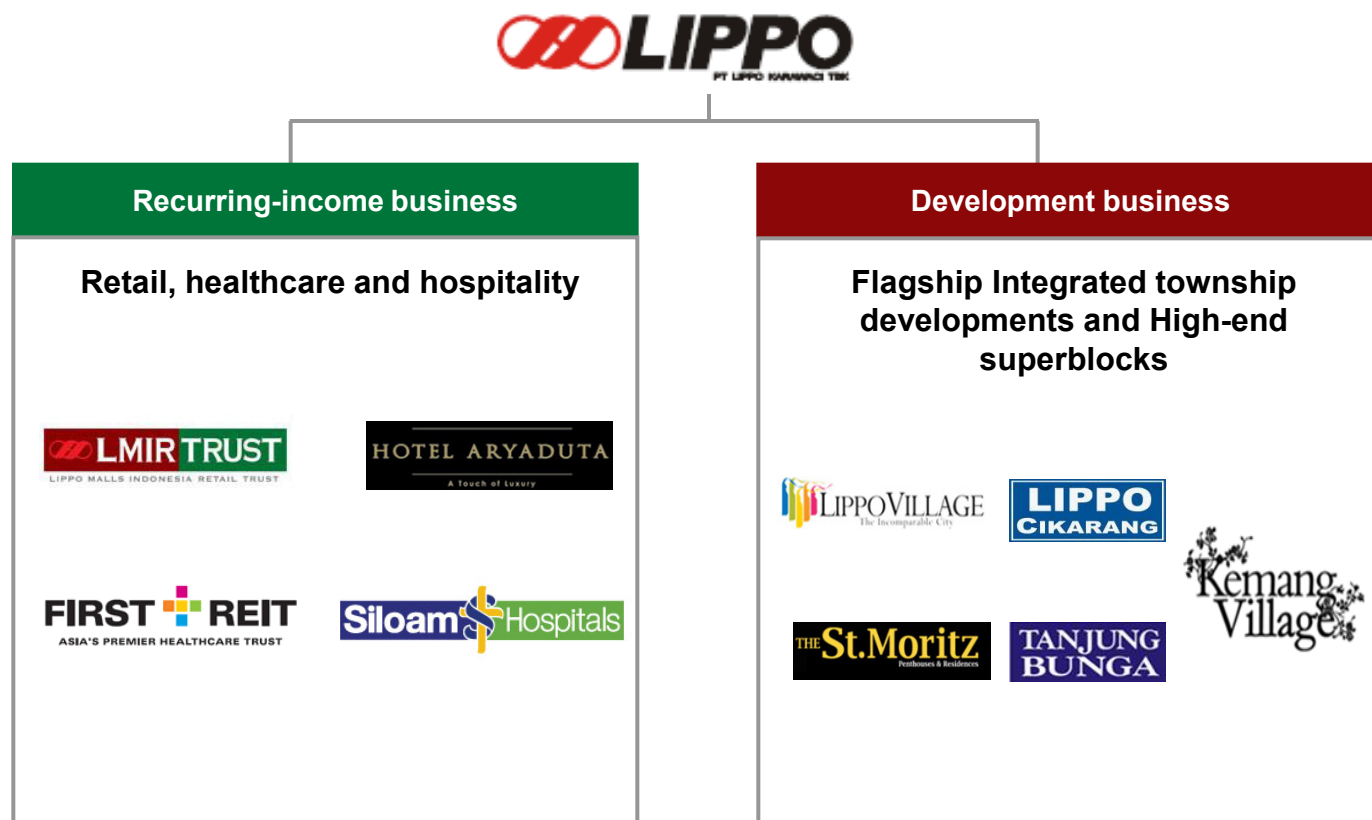 LIPPO
PT LIPPO KARAWACI TBK
Recurring-income business
Retail, healthcare and hospitality
LMIR TRUST
LIPPO MALLS INDONESIA RETAIL TRUST
HOTEL ARYADUTA
A Touch of Luxury
FIRST REIT
ASIA'S PREMIER HEALTHCARE TRUST
Siloam Hospitals
Development business
Flagship Integrated township
developments and High-end
superblocks
LIPPO VILLAGE
The Incomparable City
LIPPO
CIKARANG
Kemang
Village
THE St.Moritz
Penthouses & Residences
TANJUNG
BUNGA